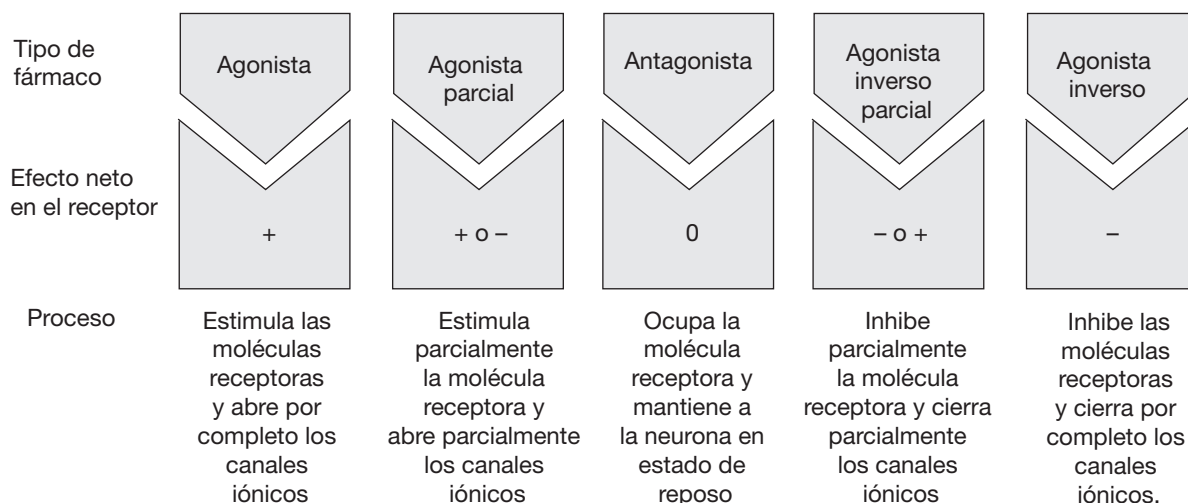 Tipo de
fármaco
Agonista
Agonista
parcial
Antagonista
Agonista
inverso
parcial
Agonista
inverso
Efecto neto
en el receptor
+
+ o –
0
– o +
–
Proceso
Estimula las
moléculas
receptoras
y abre por
completo los
canales
iónicos
Estimula
parcialmente
la molécula
receptora y
abre parcialmente
los canales
iónicos
Ocupa la
molécula
receptora y
mantiene a
la neurona en
estado de
reposo
Inhibe
parcialmente
la molécula
receptora y cierra
parcialmente
los canales
iónicos
Inhibe las
moléculas
receptoras
y cierra por
completo los
canales
iónicos.